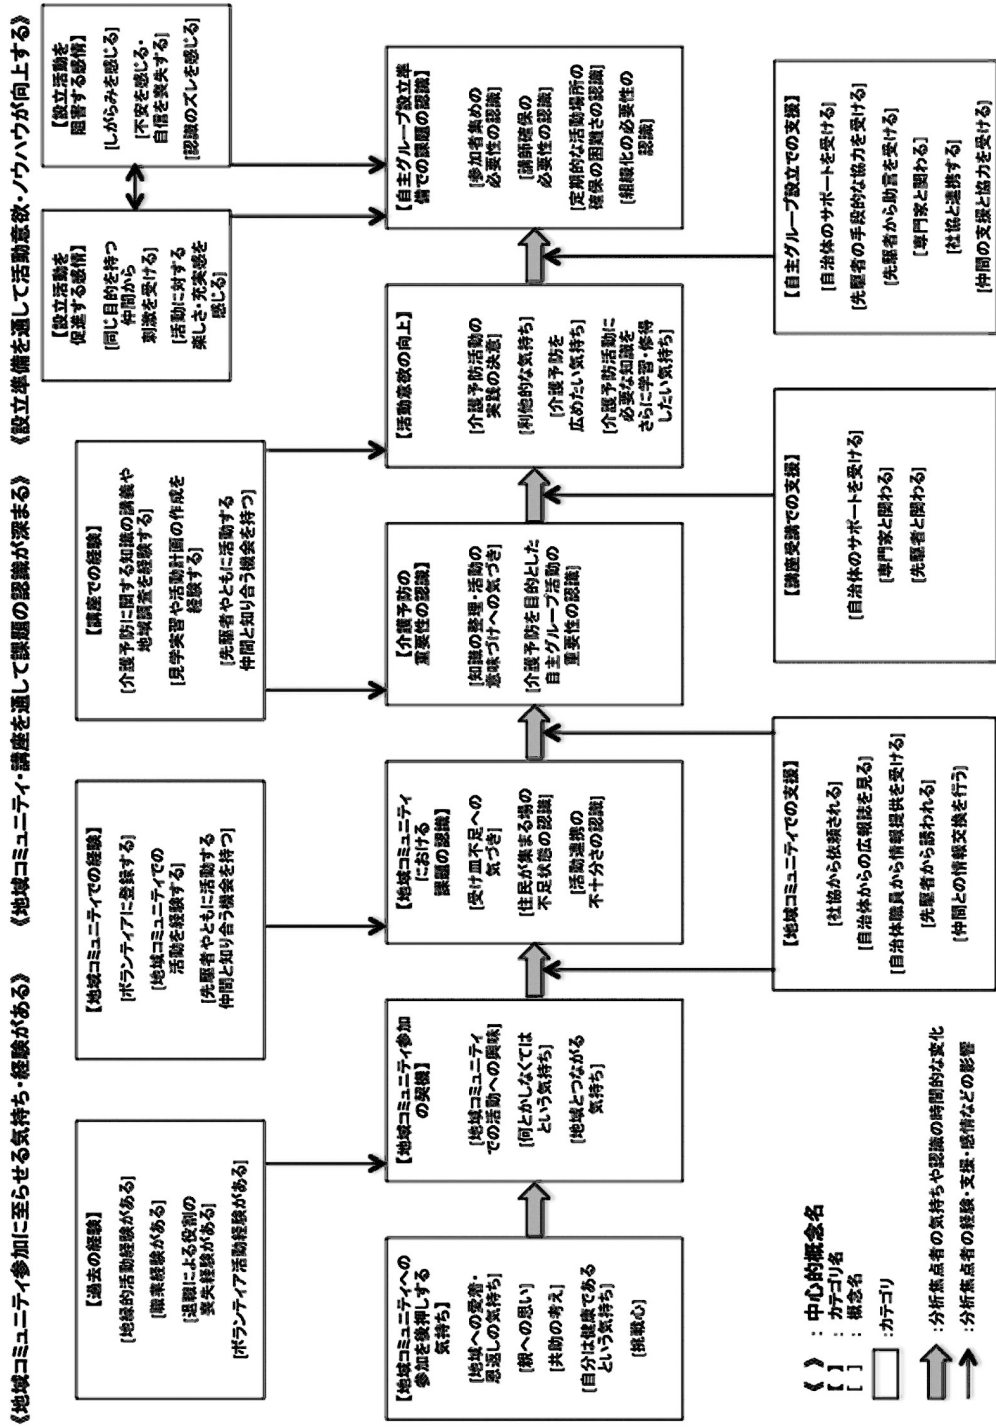 《地域コミュニティ参加に至らせる気持ち・経験がある》
《地域コミュニティ・講座を通して課題の認識が深まる》
《設立準備を通して活動意欲・ノウハウが向上する》
【過去の経験】
[地縁的活動経験がある]
[職業経験がある]
[退職による役割の
喪失経験がある]
[ボランティア活動経験がある]
【地域コミュニティでの経験】
[ボランティアに登録する]
[地域コミュニティでの
活動を経験する]
[先駆者やともに活動する
仲間と知り合う機会を持つ]
【講座での経験】
[介護予防に関する知識の講義や
地域調査を経験する]
[見学実習や活動計画の作成を
経験する]
[先駆者やともに活動する
仲間と知り合う機会を持つ]
【設立活動を
促進する感情】
[同じ目的を持つ
仲間から
刺激を受ける]
[活動に対する
楽しさ・充実感を
感じる]
【設立活動を
阻害する感情】
[しがらみを感じる]
[不安を感じる・
自信を喪失する]
[認識のズレを感じる]
【地域コミュニティへの
参加を後押しする
気持ち】
[地域への愛着・
恩返しの気持ち]
[親への思い]
[共助の考え]
[自分は健康である
という気持ち]
[挑戦心]
【地域コミュニティ参加
の契機】
[地域コミュニティ
での活動への興味]
[何とかしなくては
という気持ち]
[地域とつながる
気持ち]
【地域コミュニティ
における
課題の認識】
[受け皿不足への
気づき]
[住民が集まる場の
不足状態の認識]
[活動連携の
不十分さの認識]
【介護予防の
重要性の認識】
[知識の整理・活動の
意味づけへの気づき]
[介護予防を目的とした
自主グループ活動の
重要性の認識]
【活動意欲の向上】
[介護予防活動の
実践の決意]
[利他的な気持ち]
[介護予防を
広めたい気持ち]
[介護予防活動に
必要な知識を
さらに学習・修得
したい気持ち]
【自主グループ設立準
備での課題の認識】
[参加者集めの
必要性の認識]
[講師確保の
必要性の認識]
[定期的な活動場所の
確保の困難さの認識]
[組織化の必要性の
認識]
【地域コミュニティでの支援】
[社協から依頼される]
[自治体からの広報誌を見る]
[自治体職員から情報提供を受ける]
[先駆者から誘われる]
[仲間との情報交換を行う]
【講座受講での支援】
[自治体のサポートを受ける]
[専門家と関わる]
[先駆者と関わる]
【自主グループ設立での支援】
[自治体のサポートを受ける]
[先駆者の手段的な協力を受ける]
[先駆者から助言を受ける]
[専門家と関わる]
[社協と連携する]
[仲間の支援と協力を受ける]
《 》：中心的概念名
【 】：カテゴリ名
[ ]：概念名
：カテゴリ
：分析焦点者の気持ちや認識の時間的な変化
：分析焦点者の経験・支援・感情などの影響